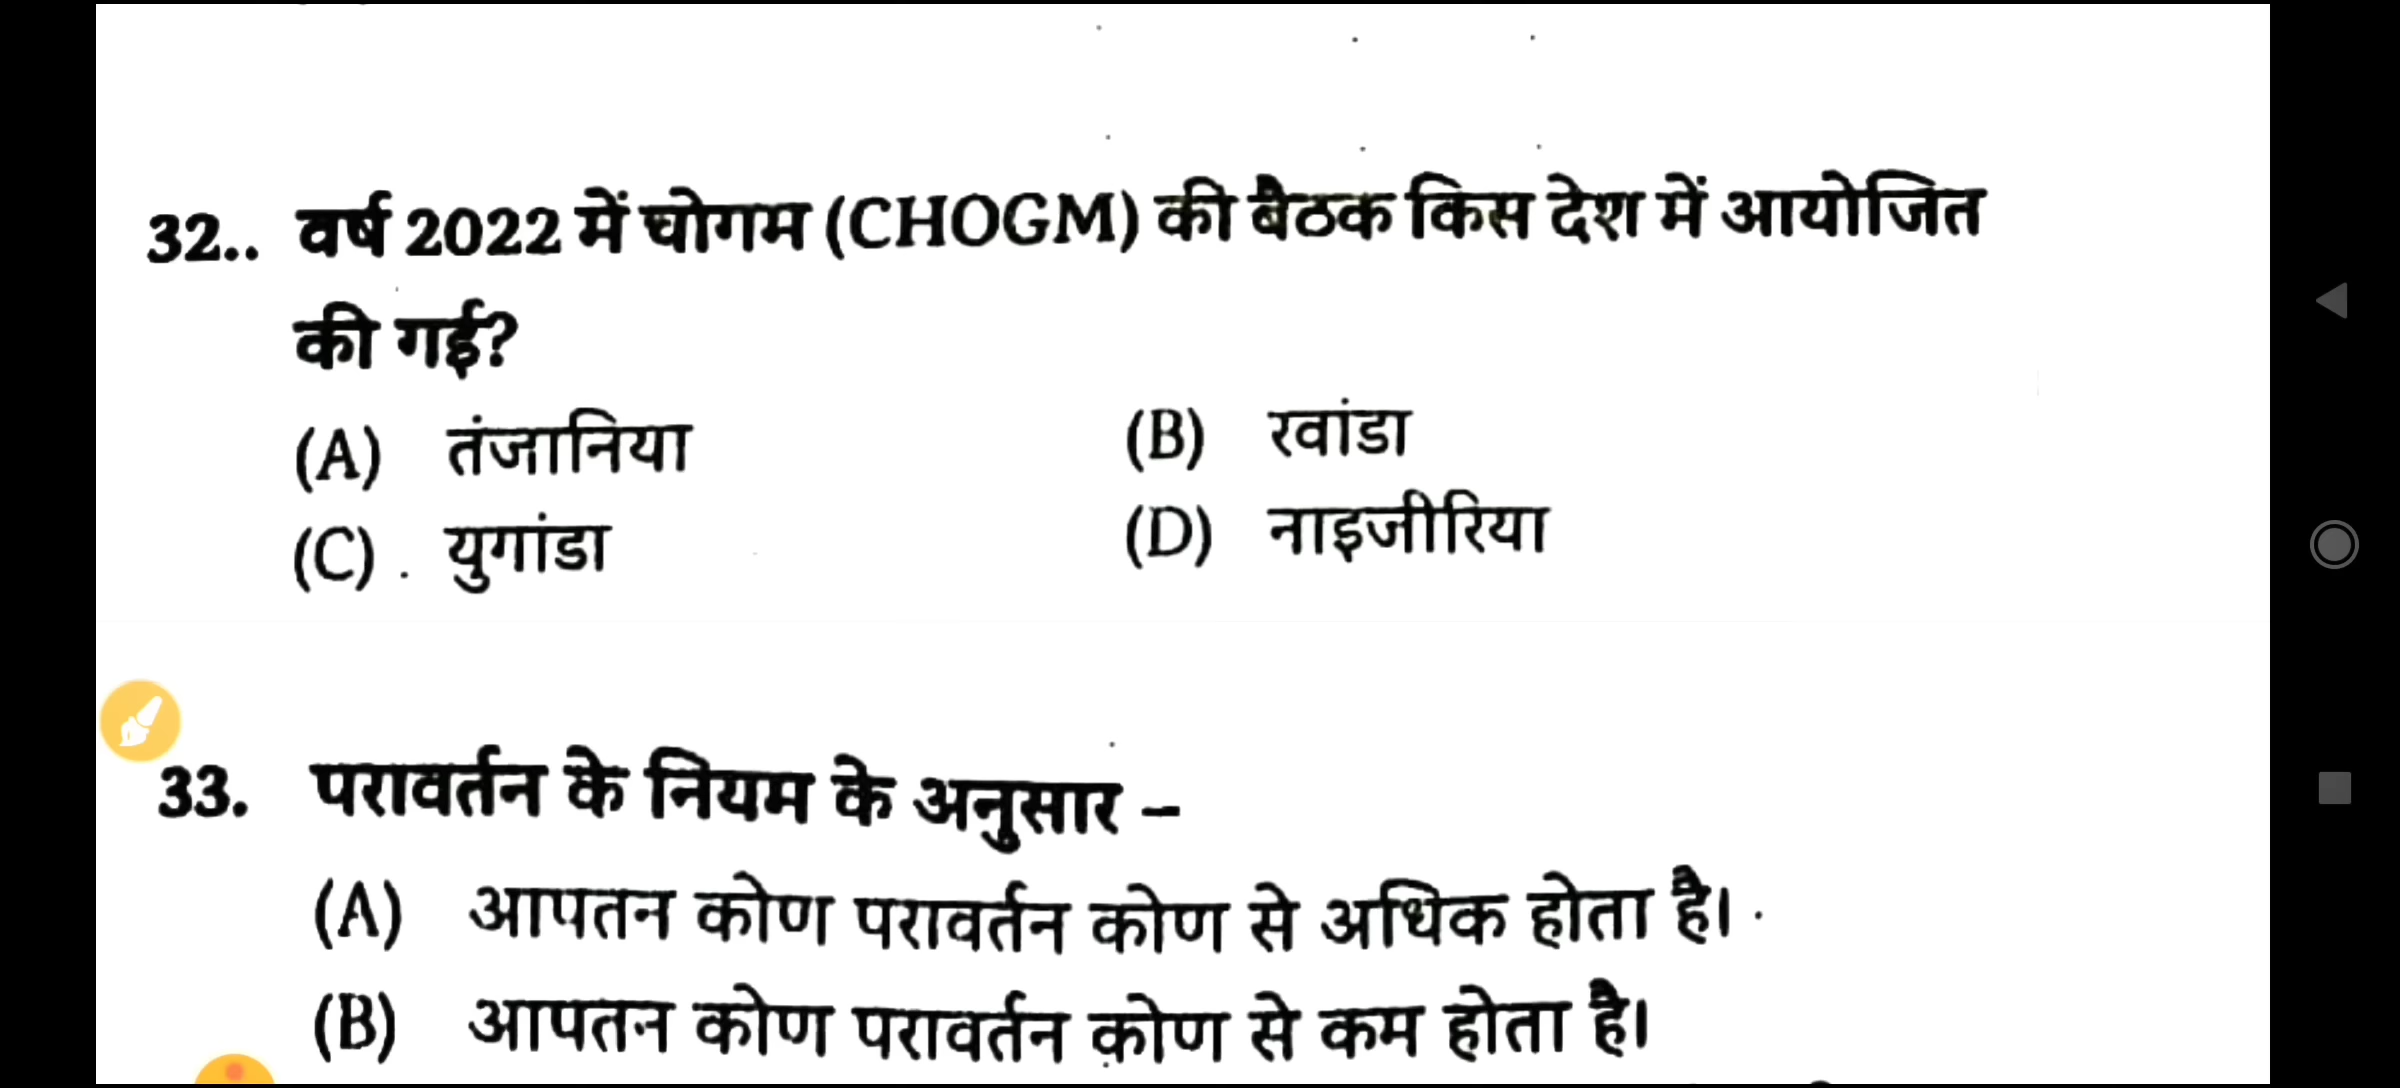 32.. वर्ष 2022 में चोगम (CHOGM) की बैठक किस देश में आयोजित
की गई?
(A) तंजानिया (B) रवांडा
(C) . युगांडा (D) नाइजीरिया
33. परावर्तन के नियम के अनुसार –
(A) आपतन कोण परावर्तन कोण से अधिक होता है।
(B) आपतन कोण परावर्तन कोण से कम होता है।